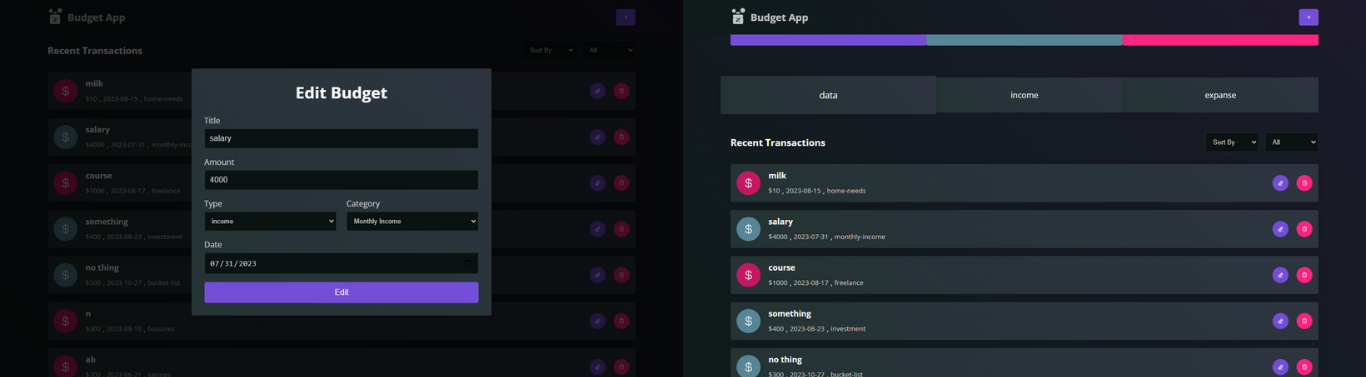 Budget App
+
Recent Transactions
Sort By
All
milk
$10 , 2023-08-15 , home-needs
salary
$4000 , 2023-07-31 , monthly-inco
course
$1000 , 2023-08-17 , freelance
something
$400 , 2023-08-23 , investment
no thing
$300 , 2023-10-27 , bucket-list
n
$300 , 2023-08-18 , bussines
ab
$700 , 2023-06-21 , savings
Edit Budget
Title
salary
Amount
4000
Type
Category
income
Monthly Income
Date
07/31/2023
Edit
Budget App
+
data
income
expanse
Recent Transactions
Sort By
All
milk
$10 , 2023-08-15 , home-needs
salary
$4000 , 2023-07-31 , monthly-income
course
$1000 , 2023-08-17 , freelance
something
$400 , 2023-08-23 , investment
no thing
$300 , 2023-10-27 , bucket-list